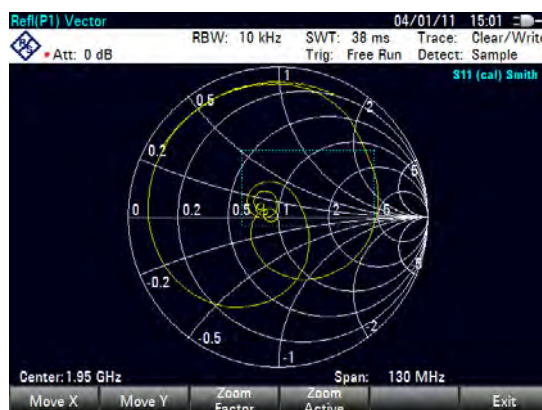 Refl(P1) Vector 04/01/11 15:01
RBW: 10 kHz SWT: 38 ms Trace: Clear/Write
• Att: 0 dB Trig: Free Run Detect: Sample
S11 (cal) Smith
1
0.5 2
0.2 5
0 0.2 0.5 1 2 5
-0.2 5
-0.5 -2
-1
Center: 1.95 GHz Span: 130 MHz
Move X Move Y Zoom Factor Zoom Active Exit